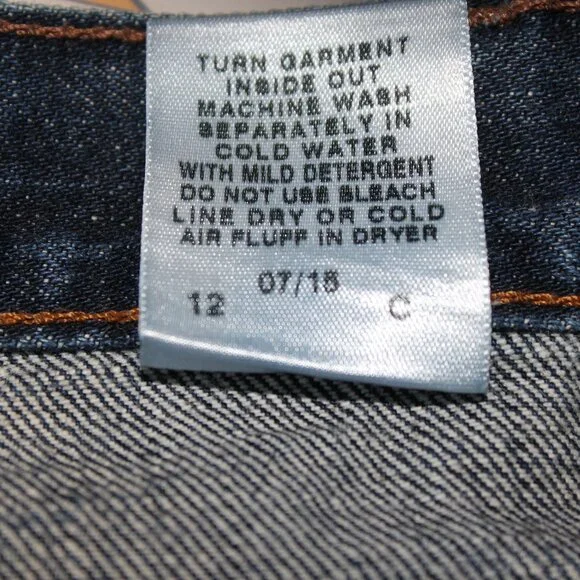 TURN GARMENT
INSIDE OUT
MACHINE WASH
SEPARATELY IN
COLD WATER
WITH MILD DETERGENT
DO NOT USE BLEACH
LINE DRY OR COLD
AIR FLUFF IN DRYER
07/18
12 C